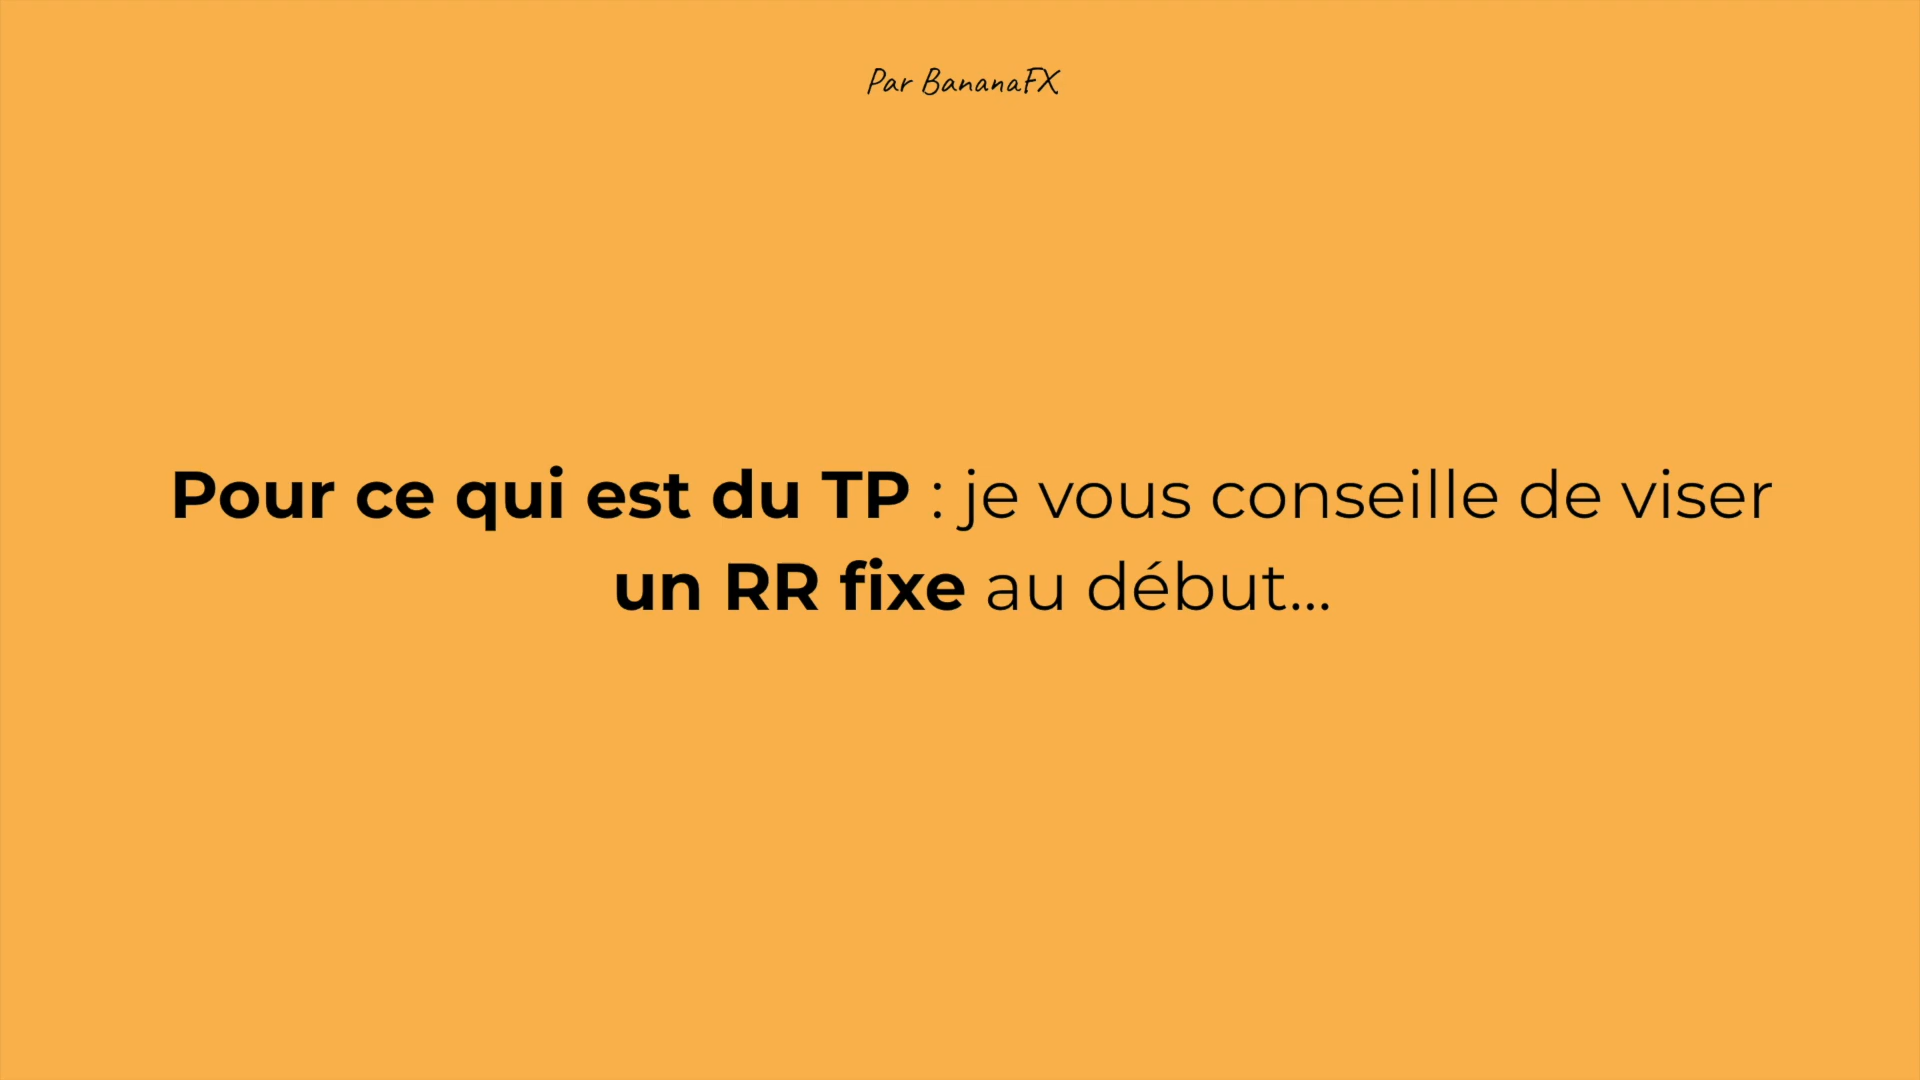 Par BananaFX
Pour ce qui est du TP : je vous conseille de viser
un RR fixe au début...